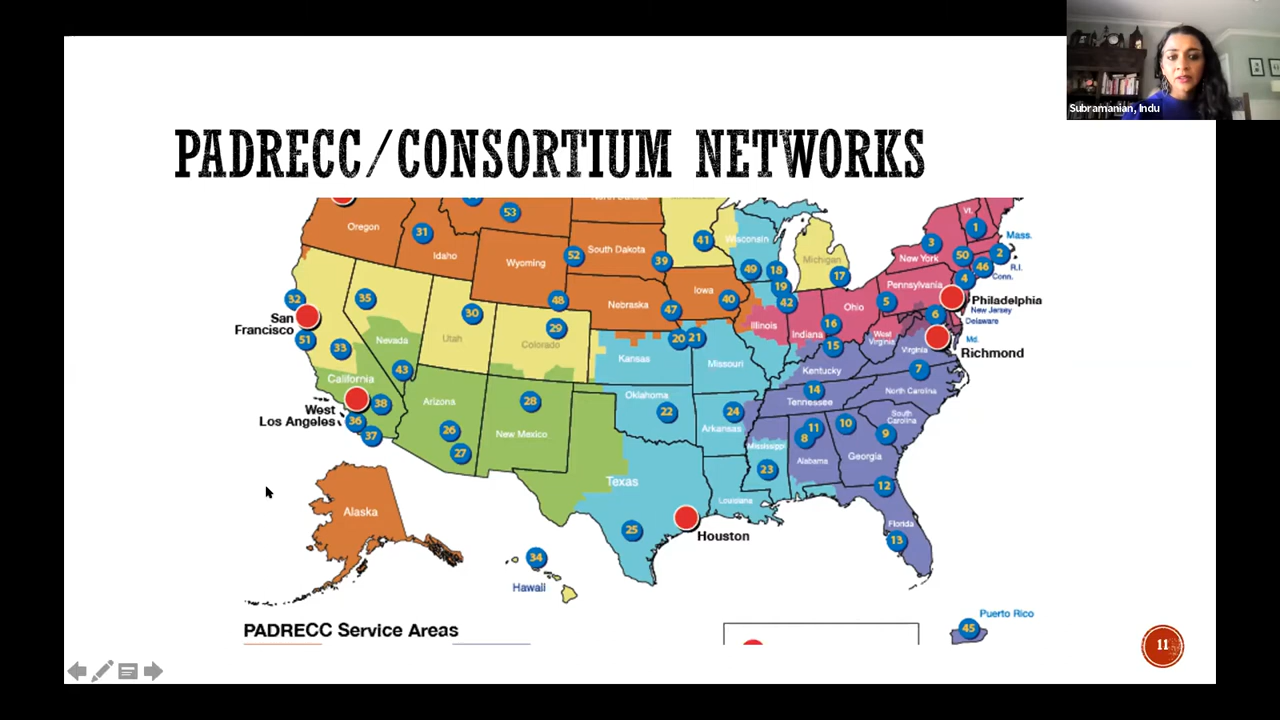 Subramanian, Indu
PADRECC/CONSORTIUM NETWORKS
53
VI.
1
Oregon
31
Idaho
Wyoming
52
South Dakota
39
41
Wisconsin
49
18
19
42
Michigan
17
New York
3
50
2
46
4
Mass.
R.I.
Conn.
32
San
Francisco
51
33
35
Nevada
30
Utah
48
29
Colorado
Nebraska
47
Iowa
40
20
21
Illinois
Indiana
16
15
Ohio
5
Pennsylvania
6
Philadelphia
New Jersey
Delaware
Md.
Richmond
West
Virginia
Virginia
7
California
43
38
West
Los Angeles
36
37
Arizona
26
27
28
New Mexico
Kansas
Missouri
Oklahoma
22
24
Arkansas
Kentucky
14
Tennessee
North Carolina
South
Carolina
Mississippi
23
11
8
Alabama
10
9
Georgia
12
Texas
25
Louisiana
Houston
Florida
13
Alaska
34
Hawaii
Puerto Rico
45
PADRECC Service Areas
11